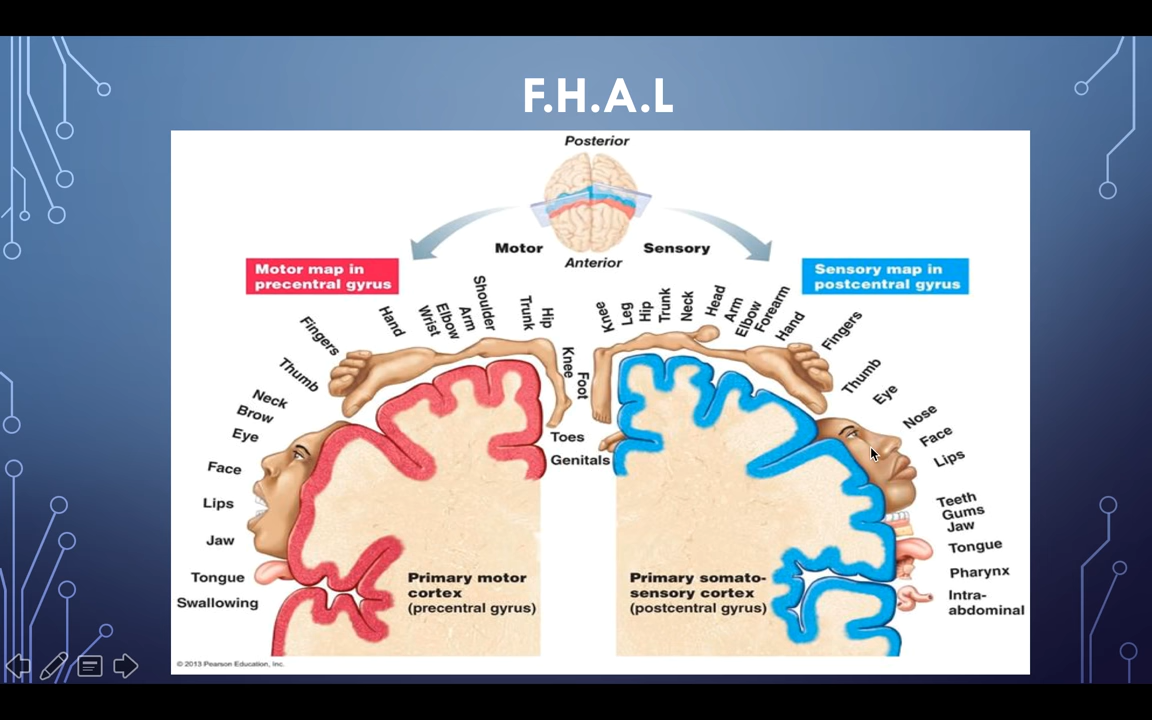 F.H.A.L
Posterior
Motor
Sensory
Anterior
Motor map in
precentral gyrus
Sensory map in
postcentral gyrus
Swallowing
Tongue
Jaw
Lips
Face
Eye
Brow
Neck
Thumb
Fingers
Hand
Wrist
Elbow
Arm
Shoulder
Trunk
Hip
Knee
Foot
Toes
Genitals
Knee
Leg
Hip
Trunk
Neck
Head
Arm
Elbow
Forearm
Hand
Fingers
Thumb
Eye
Nose
Face
Lips
Teeth
Gums
Jaw
Tongue
Pharynx
Intra-
abdominal
Primary motor
cortex
(precentral gyrus)
Primary somato-
sensory cortex
(postcentral gyrus)
© 2013 Pearson Education, Inc.